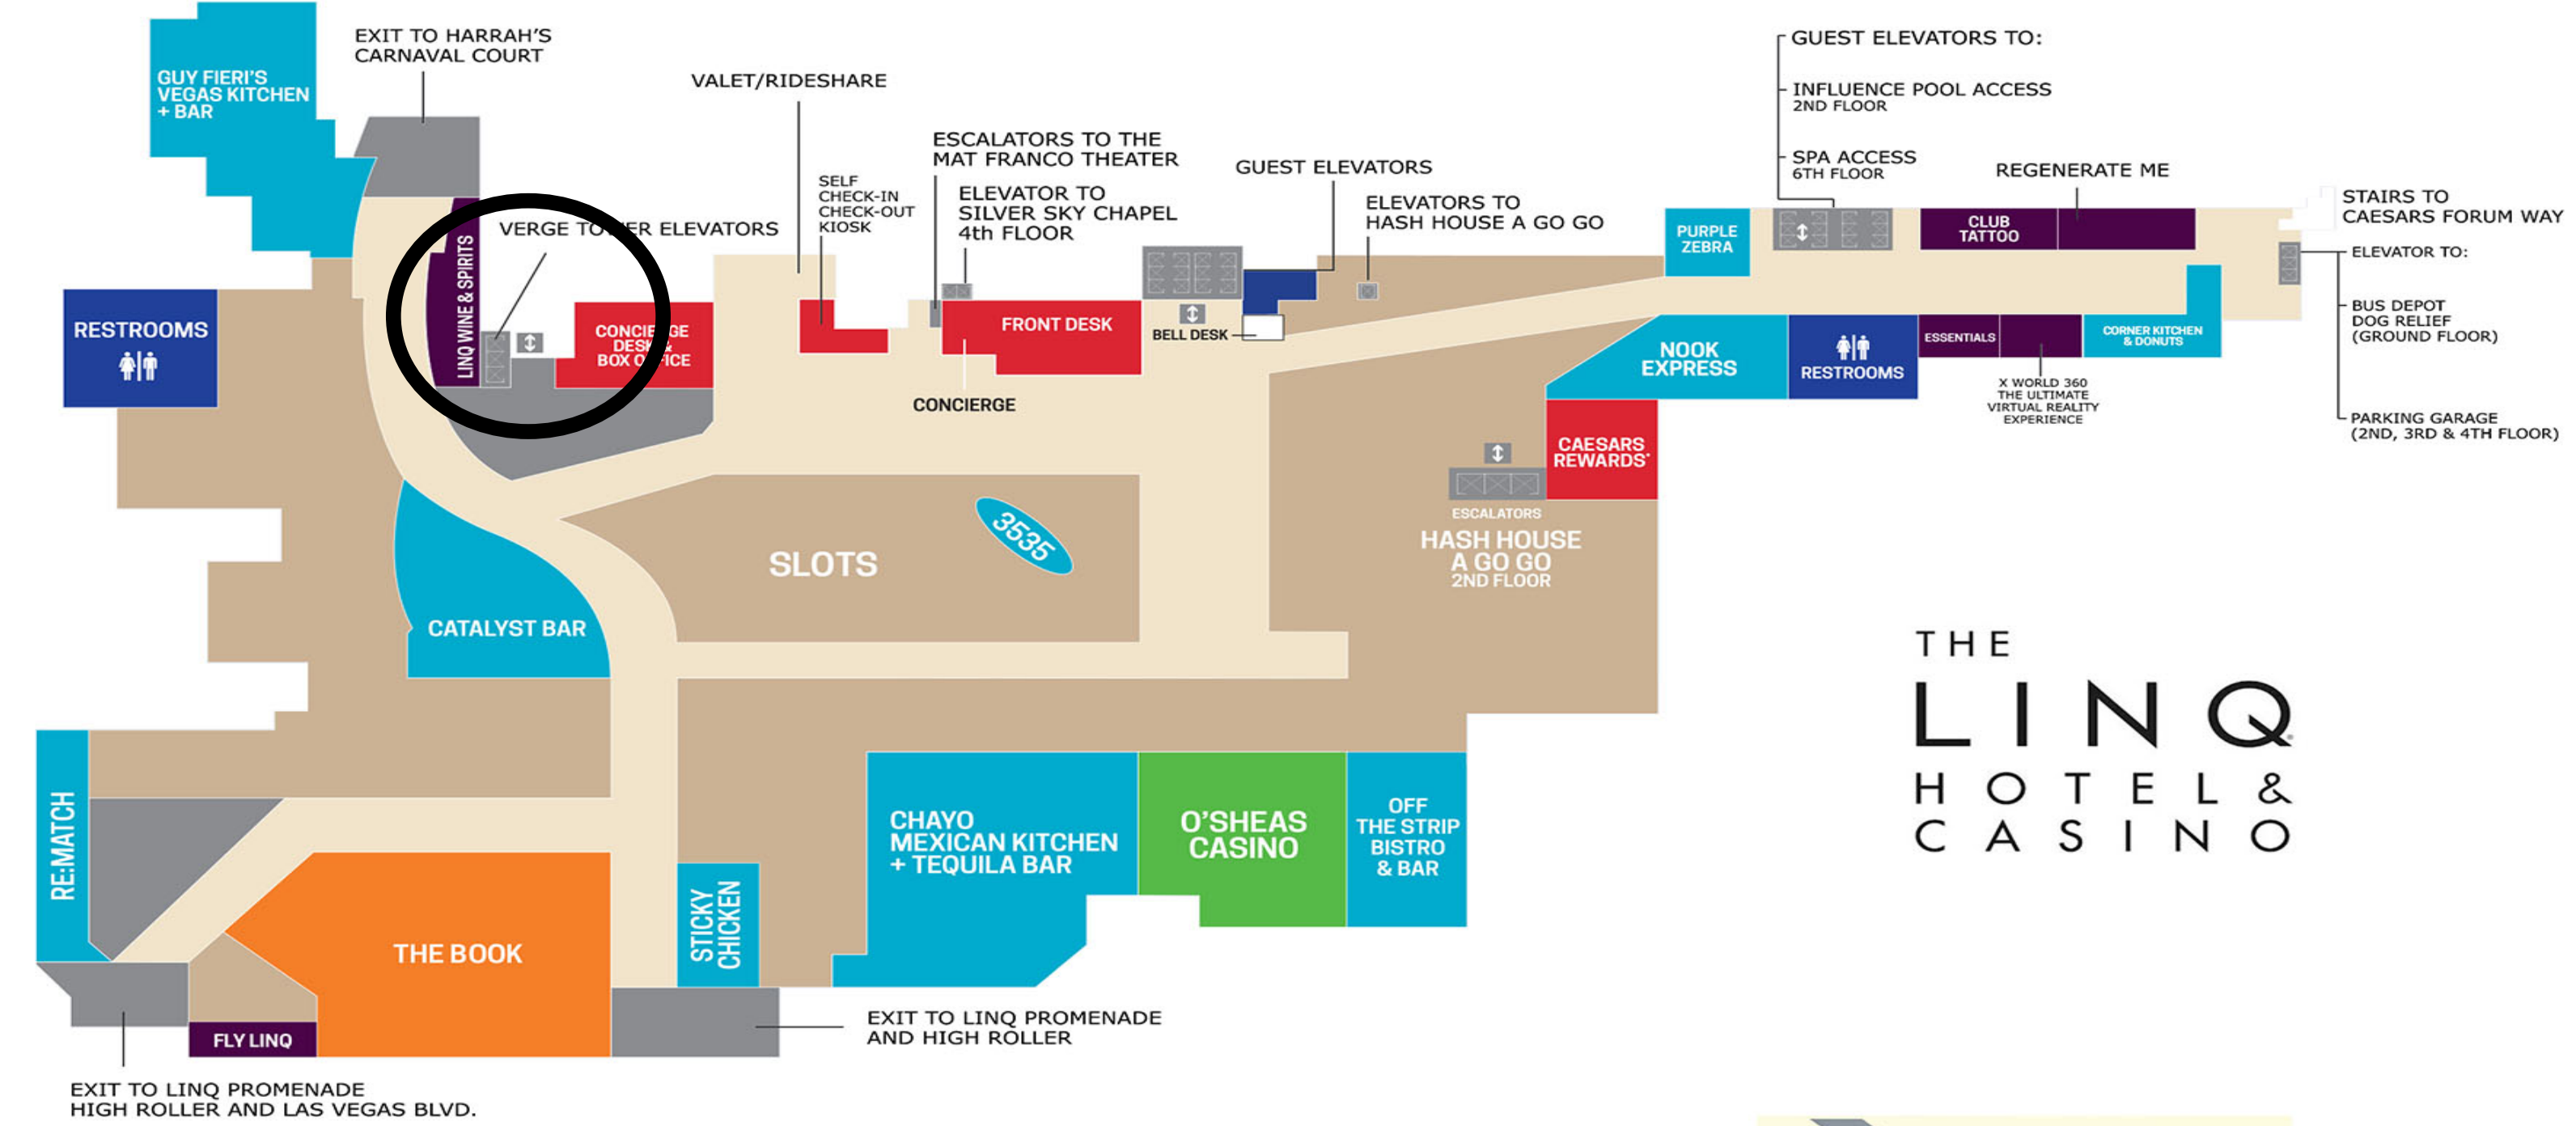 EXIT TO HARRAH'S
CARNAVAL COURT
GUY FIERI'S
VEGAS KITCHEN
+ BAR
VALET/RIDESHARE
GUEST ELEVATORS TO:
INFLUENCE POOL ACCESS
2ND FLOOR
SPA ACCESS
6TH FLOOR
REGENERATE ME
ESCALATORS TO THE
MAT FRANCO THEATER
SELF
CHECK-IN
CHECK-OUT
KIOSK
ELEVATOR TO
SILVER SKY CHAPEL
4th FLOOR
GUEST ELEVATORS
ELEVATORS TO
HASH HOUSE A GO GO
STAIRS TO
CAESARS FORUM WAY
VERGE TOWER ELEVATORS
LINQ WINE & SPIRITS
PURPLE
ZEBRA
CLUB
TATTOO
ELEVATOR TO:
BUS DEPOT
DOG RELIEF
(GROUND FLOOR)
PARKING GARAGE
(2ND, 3RD & 4TH FLOOR)
RESTROOMS
CONCIERGE
DESK &
BOX OFFICE
FRONT DESK
BELL DESK
CONCIERGE
NOOK
EXPRESS
RESTROOMS
ESSENTIALS
CORNER KITCHEN
& DONUTS
X WORLD 360
THE ULTIMATE
VIRTUAL REALITY
EXPERIENCE
CAESARS
REWARDS*
ESCALATORS
HASH HOUSE
A GO GO
2ND FLOOR
SLOTS
3535
CATALYST BAR
THE
LINQ
HOTEL &
CASINO
RE:MATCH
CHAYO
MEXICAN KITCHEN
+ TEQUILA BAR
O'SHEAS
CASINO
OFF
THE STRIP
BISTRO
& BAR
THE BOOK
STICKY
CHICKEN
FLY LINQ
EXIT TO LINQ PROMENADE
AND HIGH ROLLER
EXIT TO LINQ PROMENADE
HIGH ROLLER AND LAS VEGAS BLVD.